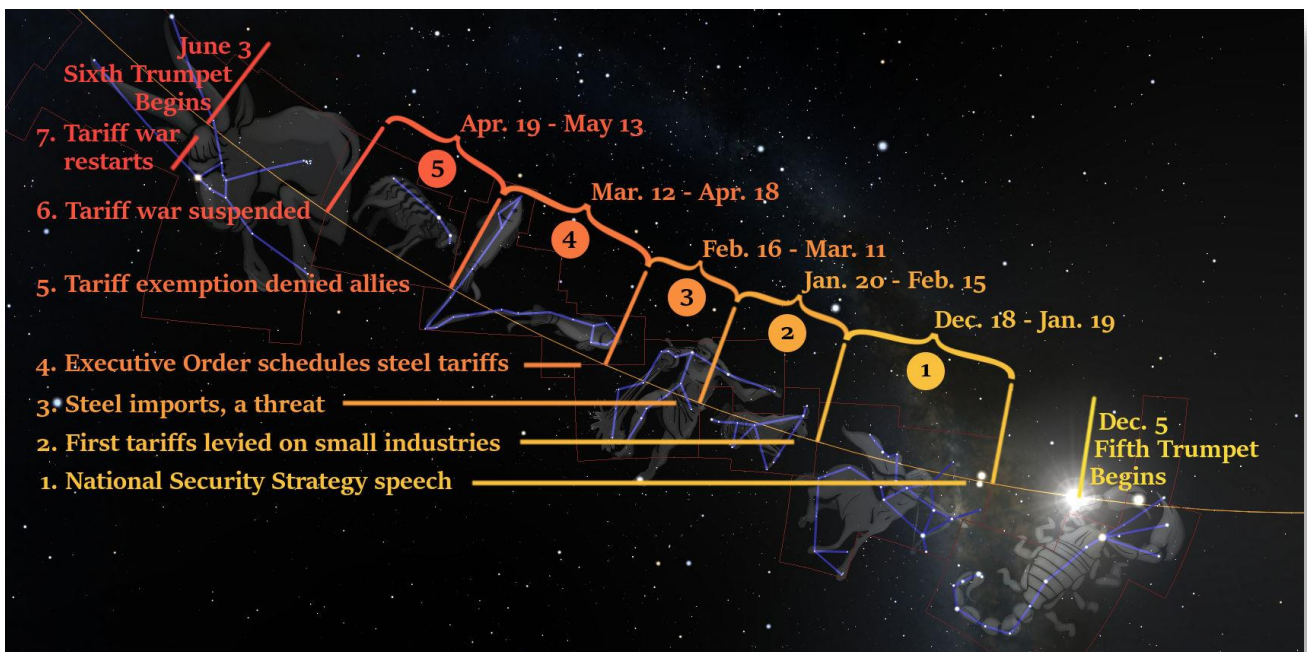 June 3
Sixth Trumpet
Begins
7. Tariff war
restarts
6. Tariff war suspended
5. Tariff exemption denied allies
4. Executive Order schedules steel tariffs
3. Steel imports, a threat
2. First tariffs levied on small industries
1. National Security Strategy speech
Apr. 19 - May 13
5
Mar. 12 - Apr. 18
4
Feb. 16 - Mar. 11
3
Jan. 20 - Feb. 15
2
Dec. 18 - Jan. 19
1
Dec. 5
Fifth Trumpet
Begins